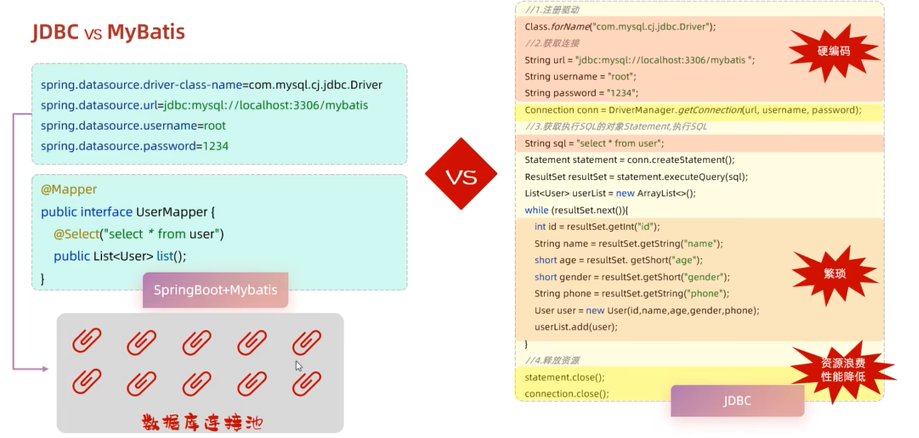 JDBC vs MyBatis
spring.datasource.driver-class-name=com.mysql.cj.jdbc.Driver
spring.datasource.url=jdbc:mysql://localhost:3306/mybatis
spring.datasource.username=root
spring.datasource.password=1234
@Mapper
public interface UserMapper {
@Select("select * from user")
public List<User> list();
}
SpringBoot+Mybatis
数据库连接池
VS
//1.注册驱动
Class.forName("com.mysql.cj.jdbc.Driver");
//2.获取连接
String url = "jdbc:mysql://localhost:3306/mybatis ";
String username = "root";
String password = "1234";
Connection conn = DriverManager.getConnection(url, username, password);
//3.获取执行SQL的对象Statement,执行SQL
String sql = "select * from user";
Statement statement = conn.createStatement();
ResultSet resultSet = statement.executeQuery(sql);
List<User> userList = new ArrayList<>();
while (resultSet.next()){
int id = resultSet.getInt("id");
String name = resultSet.getString("name");
short age = resultSet. getShort("age");
short gender = resultSet.getShort("gender");
String phone = resultSet.getString("phone");
User user = new User(id,name,age,gender,phone);
userList.add(user);
}
//4.释放资源
statement.close();
connection.close();
硬编码
繁琐
资源浪费
性能降低
JDBC